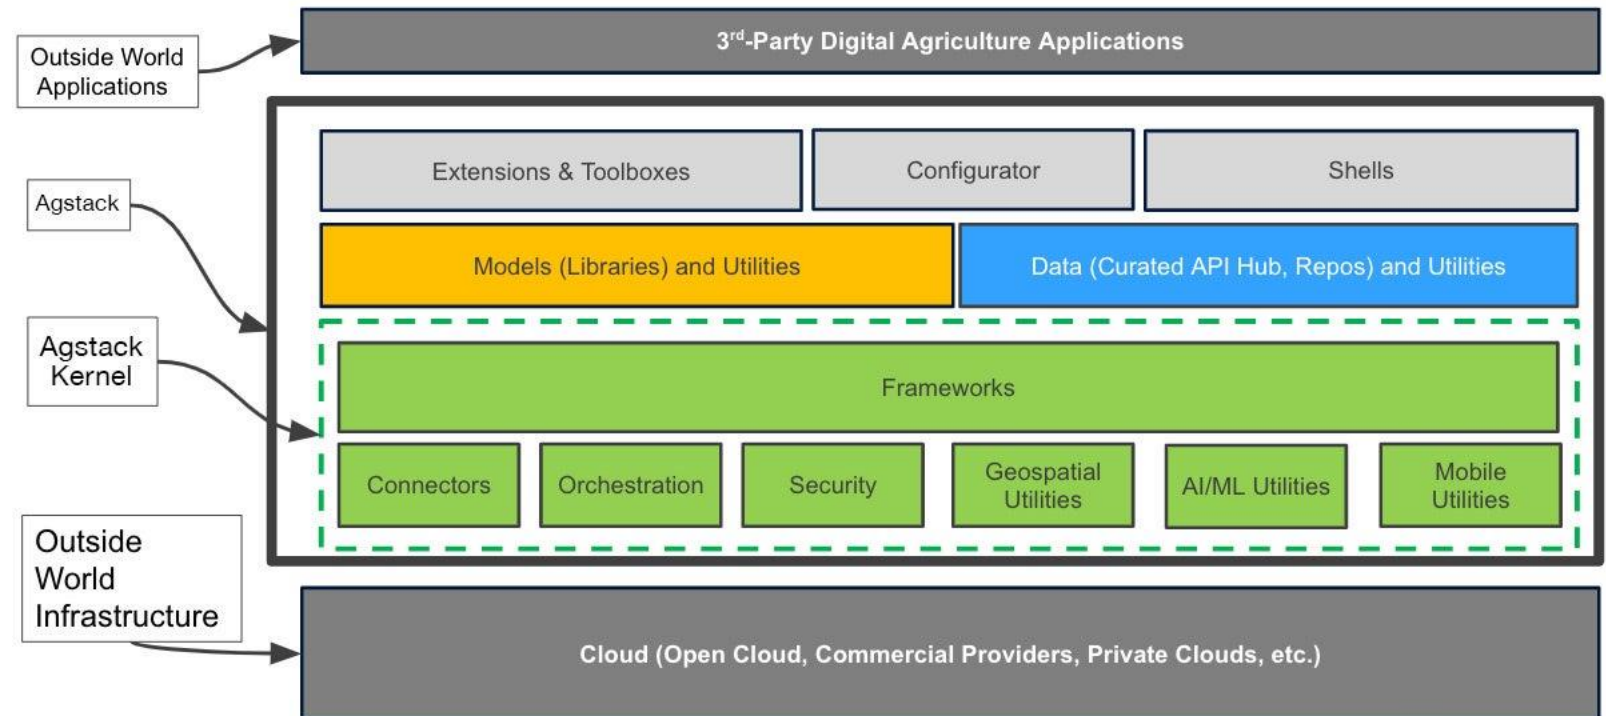 3rd-Party Digital Agriculture Applications
Outside World
Applications
Extensions & Toolboxes
Configurator
Shells
Agstack
Models (Libraries) and Utilities
Data (Curated API Hub, Repos) and Utilities
Agstack
Kernel
Frameworks
Connectors
Orchestration
Security
Geospatial
Utilities
AI/ML Utilities
Mobile
Utilities
Outside
World
Infrastructure
Cloud (Open Cloud, Commercial Providers, Private Clouds, etc.)